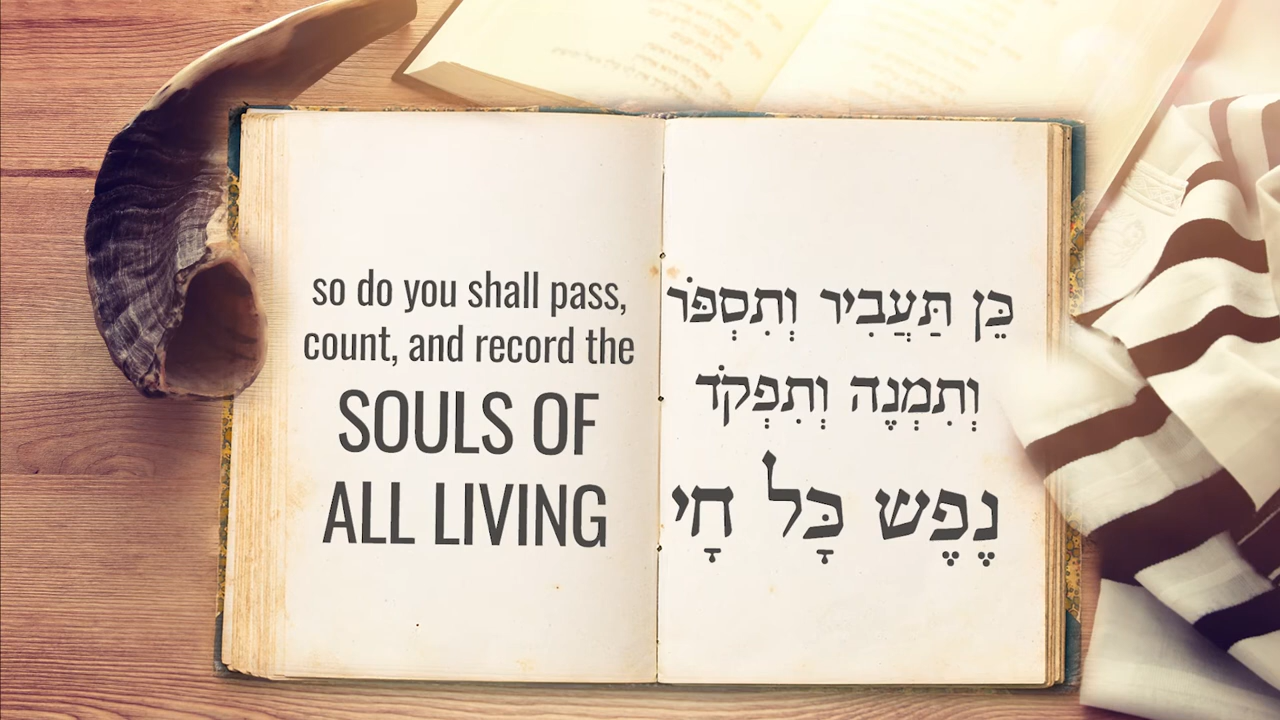 so do you shall pass,
count, and record the
SOULS OF
ALL LIVING
כֵּן תַּעֲבִיר וְתִסְפֹּר
וְתִמְנֶה וְתִפְקֹד
נֶפֶשׁ כָּל חָי